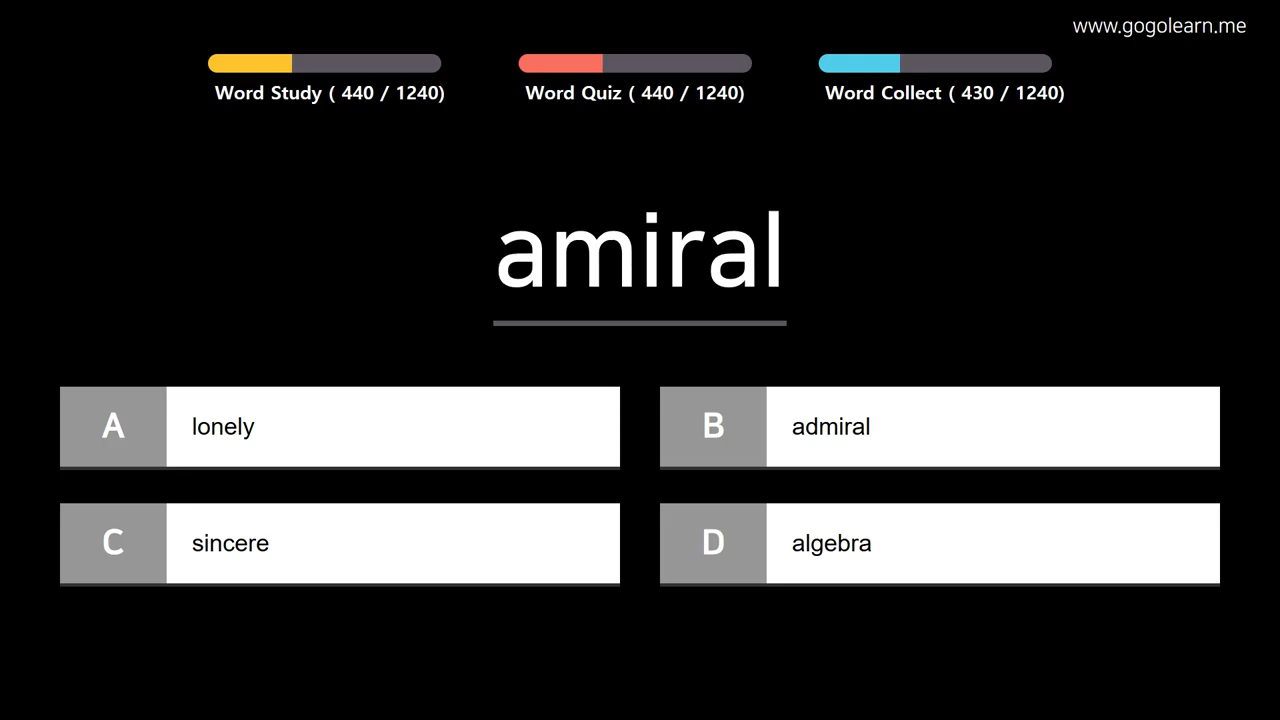 www.gogolearn.me
Word Study ( 440 / 1240)
Word Quiz ( 440 / 1240)
Word Collect ( 430 / 1240)
amiral
A lonely
B admiral
C sincere
D algebra